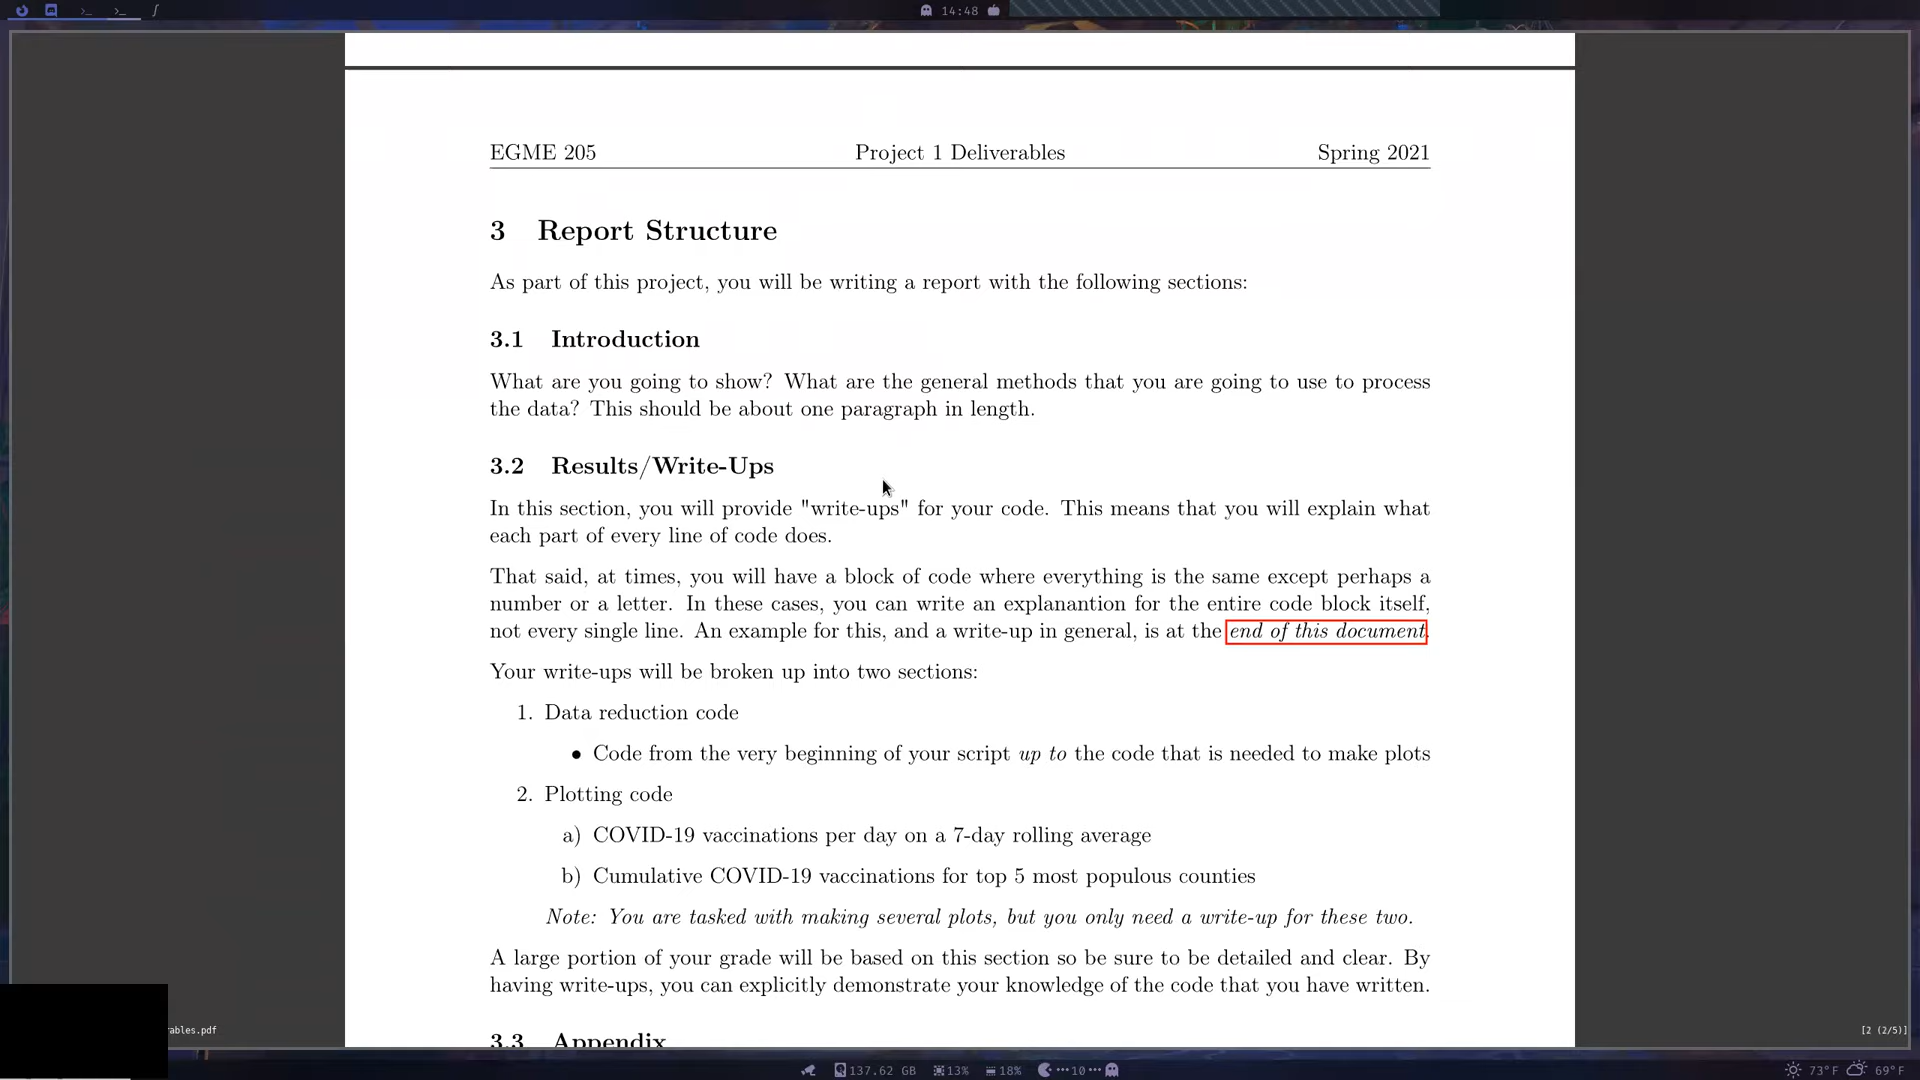 14:48
EGME 205 Project 1 Deliverables Spring 2021
3 Report Structure
As part of this project, you will be writing a report with the following sections:
3.1 Introduction
What are you going to show? What are the general methods that you are going to use to process
the data? This should be about one paragraph in length.
3.2 Results/Write-Ups
In this section, you will provide "write-ups" for your code. This means that you will explain what
each part of every line of code does.
That said, at times, you will have a block of code where everything is the same except perhaps a
number or a letter. In these cases, you can write an explanantion for the entire code block itself,
not every single line. An example for this, and a write-up in general, is at the end of this document.
Your write-ups will be broken up into two sections:
1. Data reduction code
• Code from the very beginning of your script up to the code that is needed to make plots
2. Plotting code
a) COVID-19 vaccinations per day on a 7-day rolling average
b) Cumulative COVID-19 vaccinations for top 5 most populous counties
Note: You are tasked with making several plots, but you only need a write-up for these two.
A large portion of your grade will be based on this section so be sure to be detailed and clear. By
having write-ups, you can explicitly demonstrate your knowledge of the code that you have written.
3.3 Appendix
rables.pdf [2 (2/5)]
137.62 GB 13% 18% 10 73°F 69°F